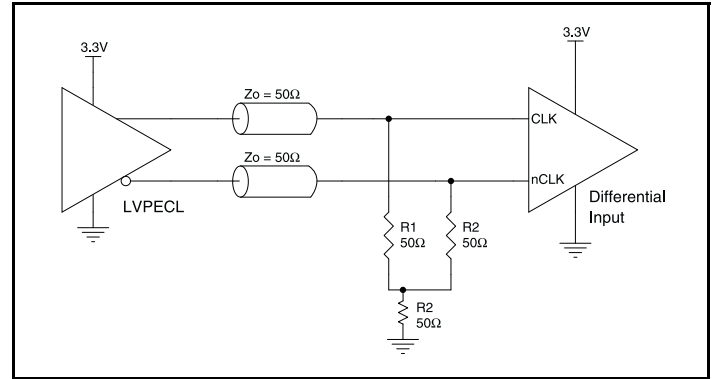 3.3V
3.3V
Zo = 50Ω
CLK
Zo = 50Ω
nCLK
LVPECL
Differential
Input
R1
50Ω
R2
50Ω
R2
50Ω